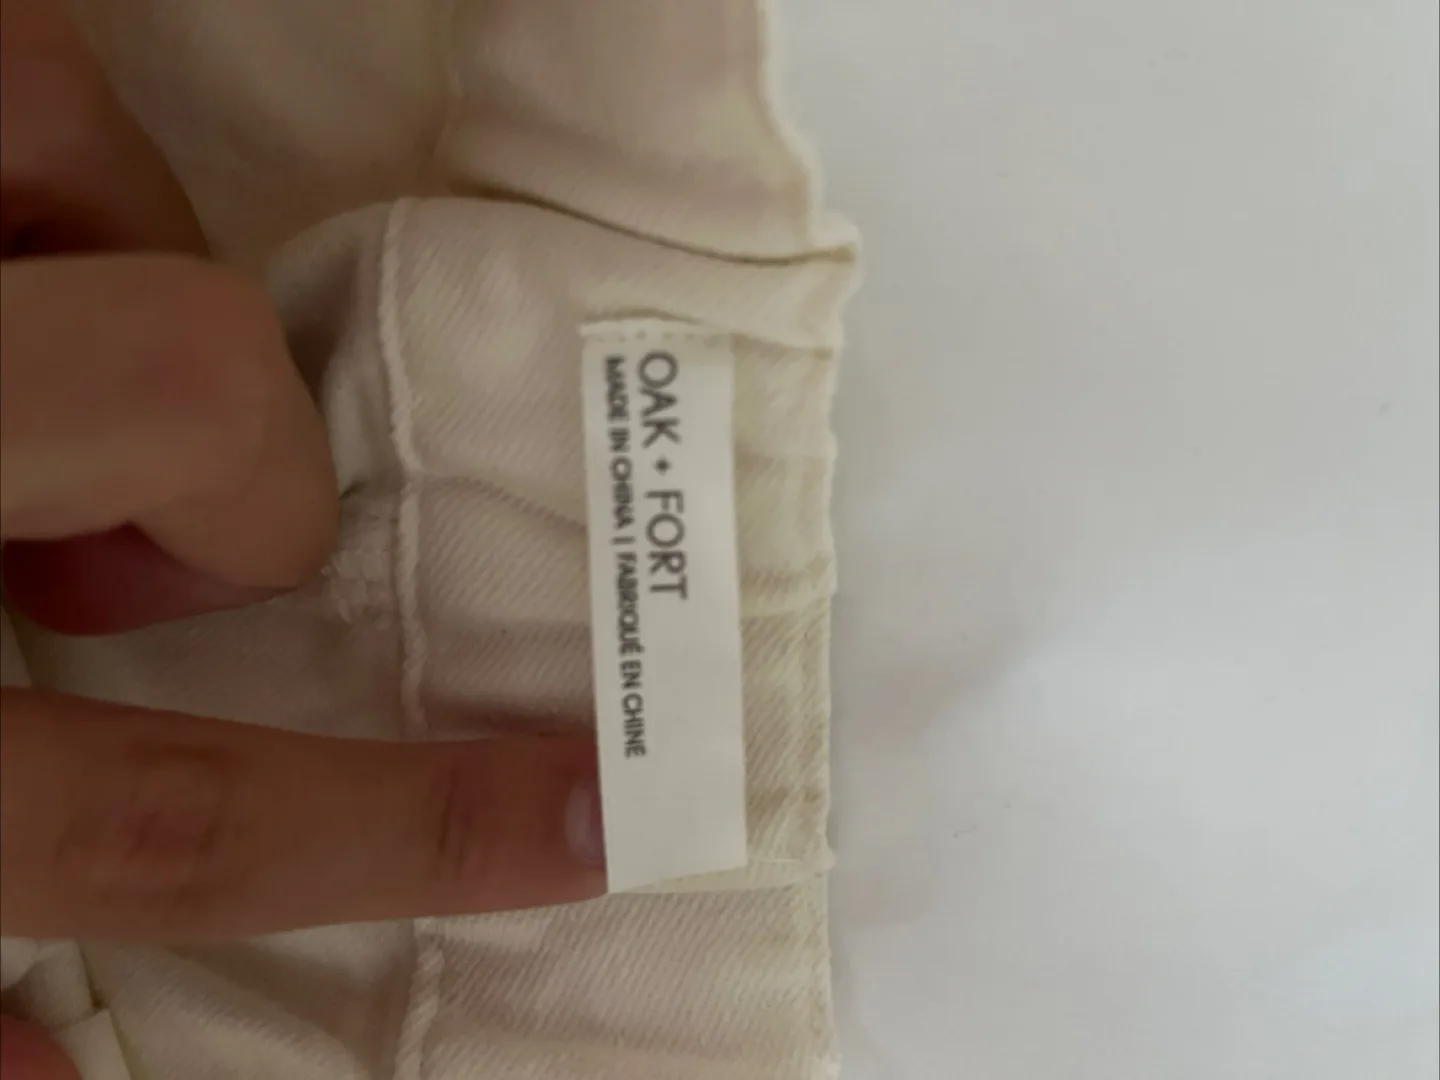 OAK + FORT
MADE IN CHINA | FABRIQUÉ EN CHINE